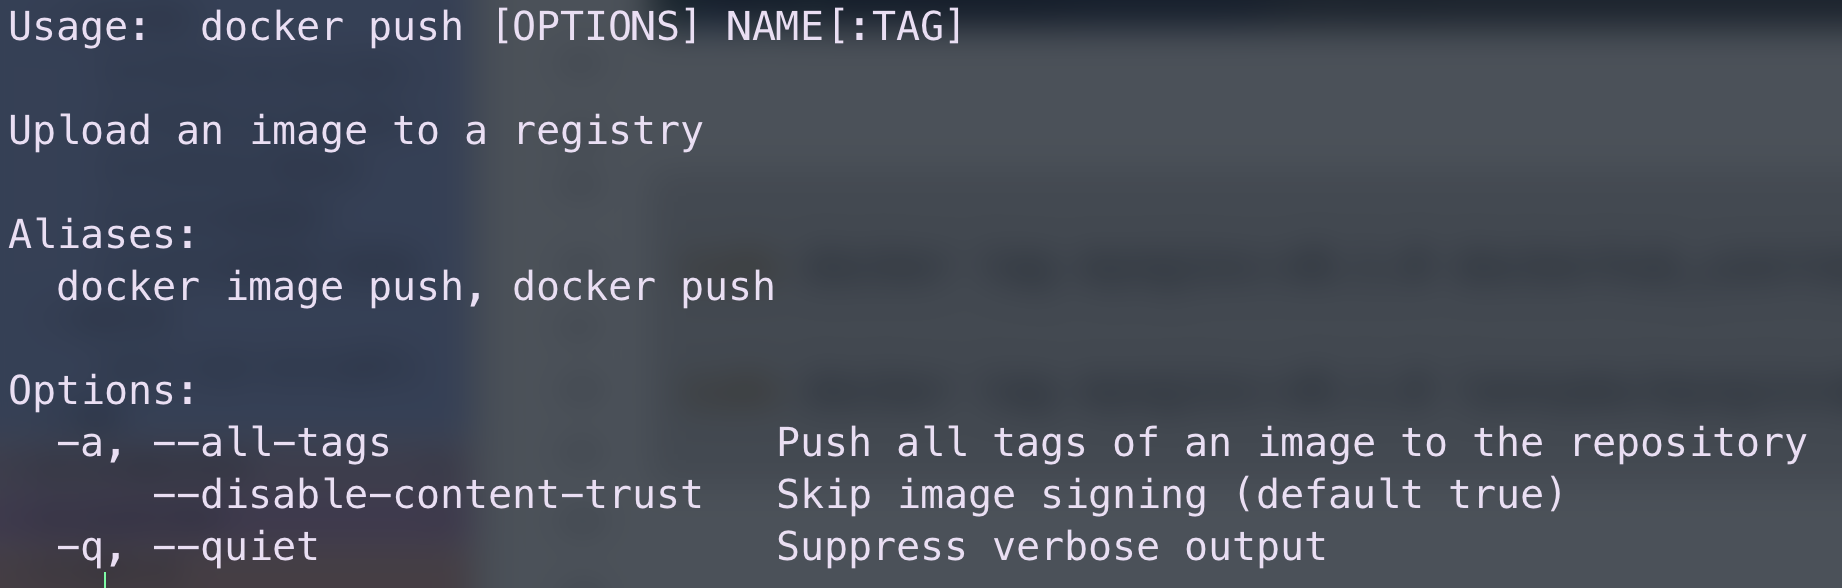 Usage:  docker push [OPTIONS] NAME[:TAG]
Upload an image to a registry
Aliases:
  docker image push, docker push
Options:
  -a, --all-tags                Push all tags of an image to the repository
      --disable-content-trust   Skip image signing (default true)
  -q, --quiet                   Suppress verbose output